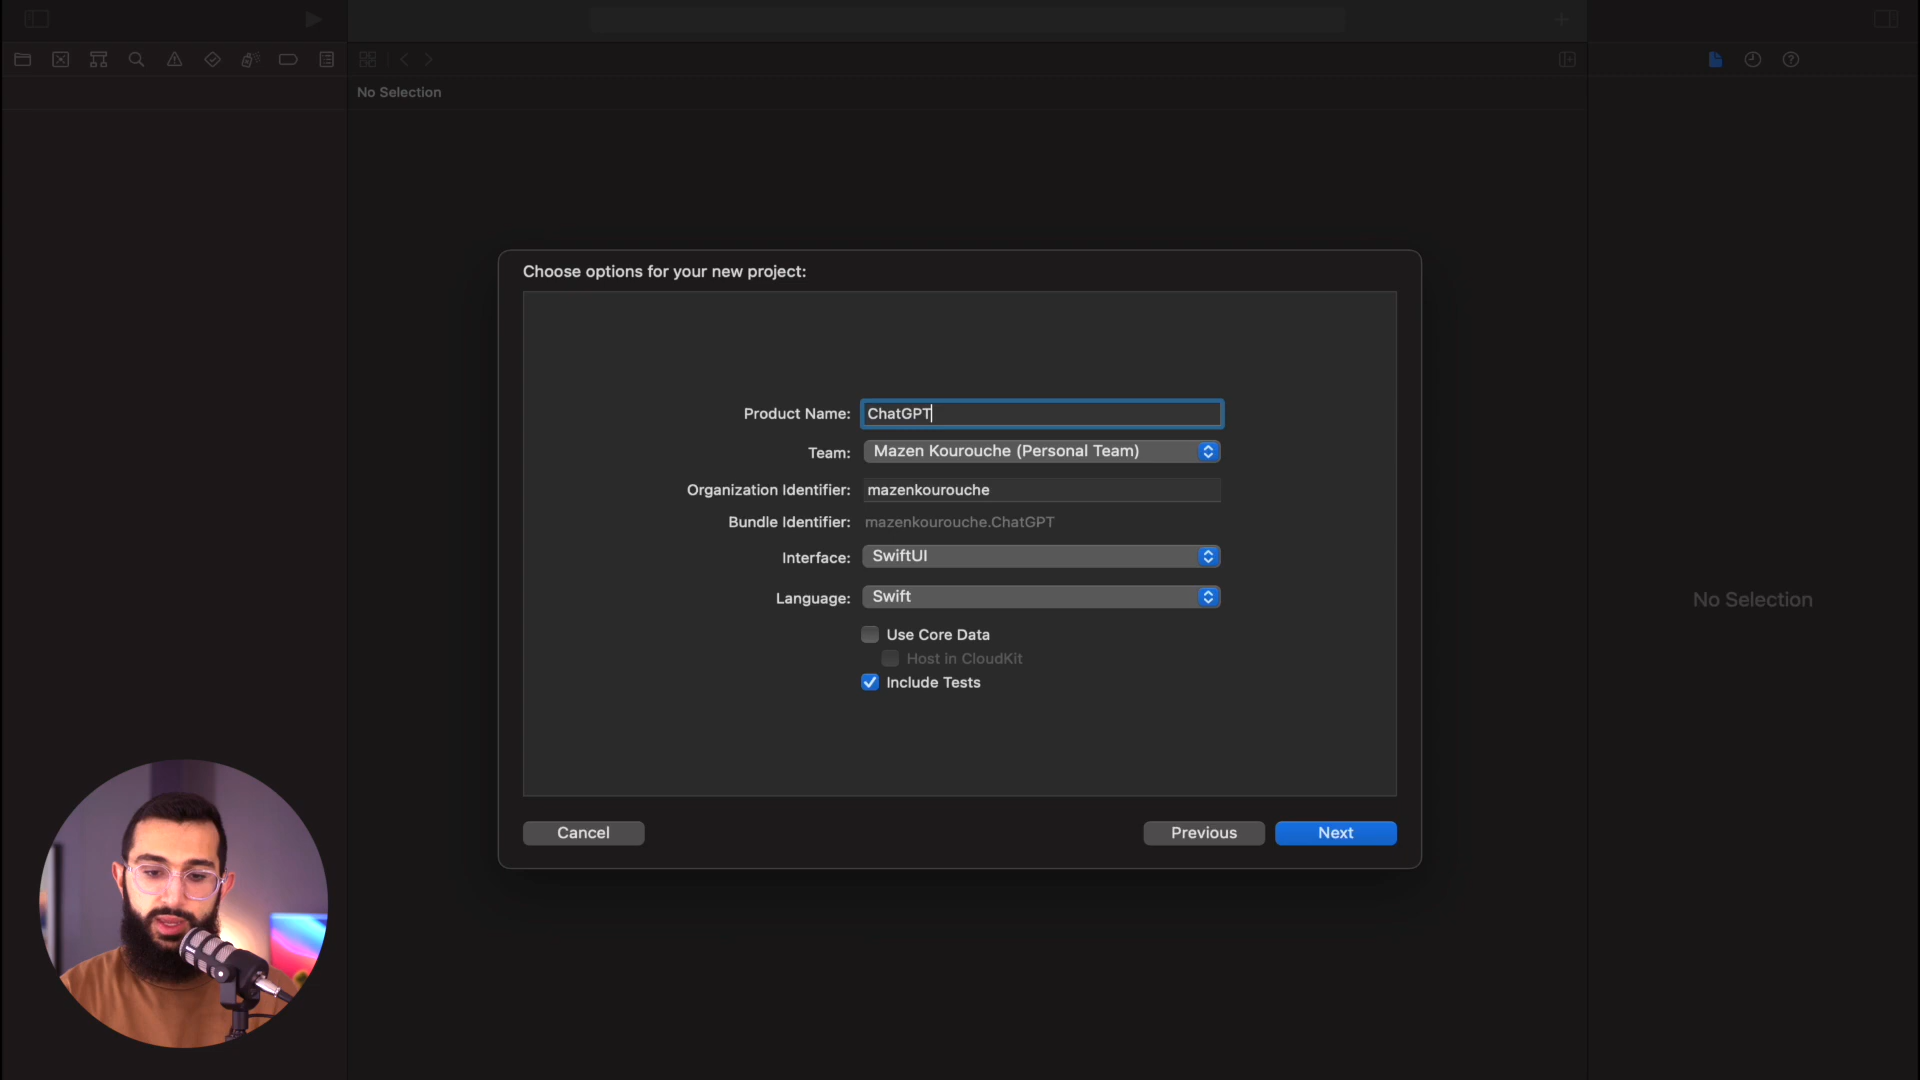 No Selection
Choose options for your new project:
Product Name: ChatGPT
Team: Mazen Kourouche (Personal Team)
Organization Identifier: mazenkourouche
Bundle Identifier: mazenkourouche.ChatGPT
Interface: SwiftUI
Language: Swift
Use Core Data
Host in CloudKit
Include Tests
No Selection
Cancel Previous Next